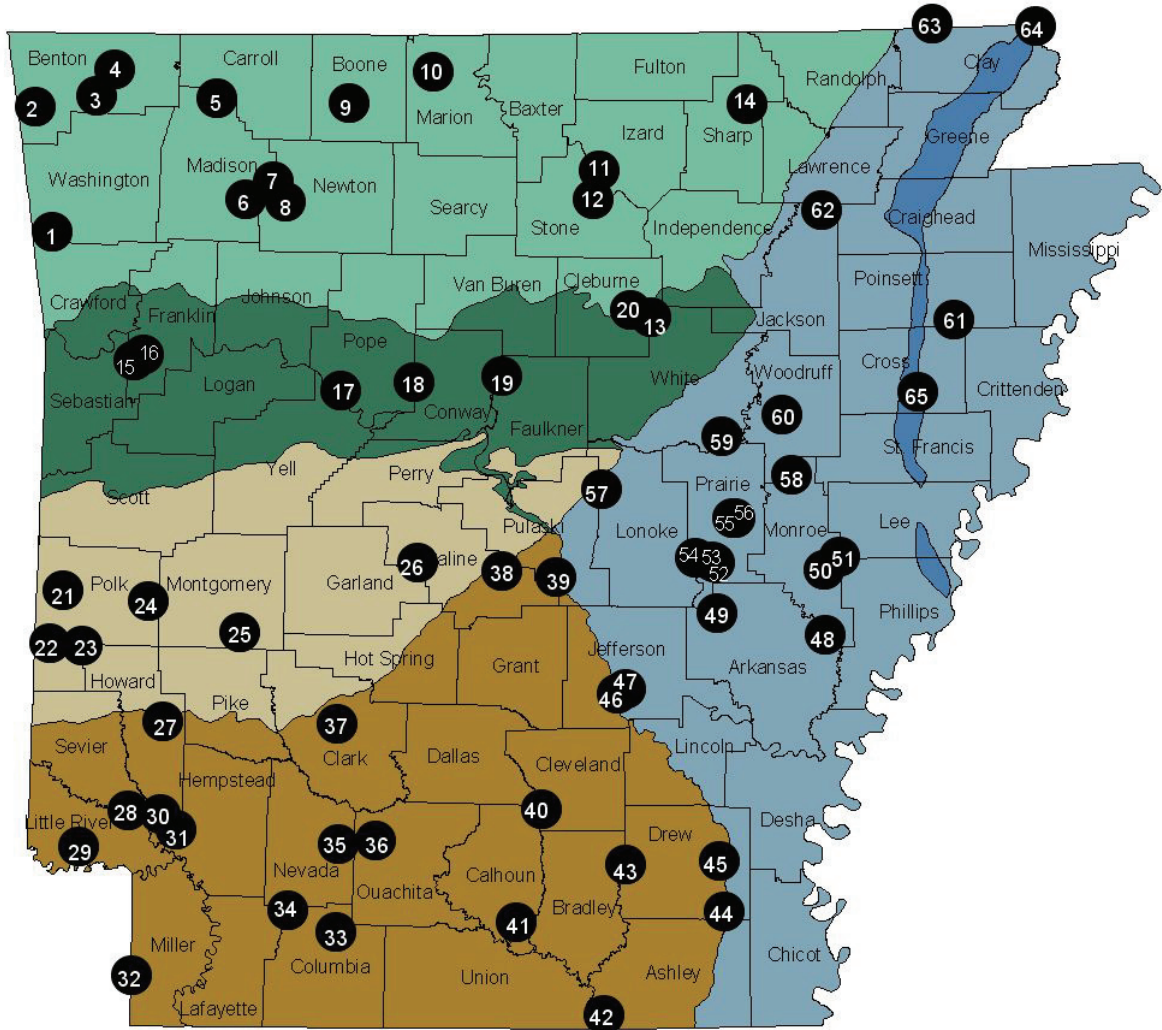 63
64
Benton
Carroll
Boone
10
Fulton
Randolph
Clay
4
3
2
5
9
Marion
Baxter
14
Izard
Sharp
Greene
Lawrence
Washington
Madison
7
6
8
Newton
11
12
Searcy
Stone
Independence
62
Craighead
1
Mississippi
Crawford
Johnson
Van Buren
Cleburne
Poinsett
Franklin
20
13
Jackson
61
15
16
Pope
Sebastian
Logan
17
18
19
White
Woodruff
Cross
Crittenden
65
Conway
60
Faulkner
59
St. Francis
Yell
Perry
58
Scott
57
Prairie
55
56
Pulaski
Lonoke
Monroe
Lee
26
aline
38
39
54
53
52
50
51
Polk
21
Montgomery
Garland
24
49
Phillips
22
23
25
48
Hot Spring
Grant
Jefferson
Arkansas
Howard
Pike
47
46
27
37
Sevier
Clark
Dallas
Cleveland
Lincoln
Hempstead
28
30
31
Little River
29
40
Desha
Drew
35
36
Nevada
Calhoun
43
45
Ouachita
34
33
41
Bradley
44
Miller
32
Columbia
Union
Ashley
Chicot
Lafayette
42